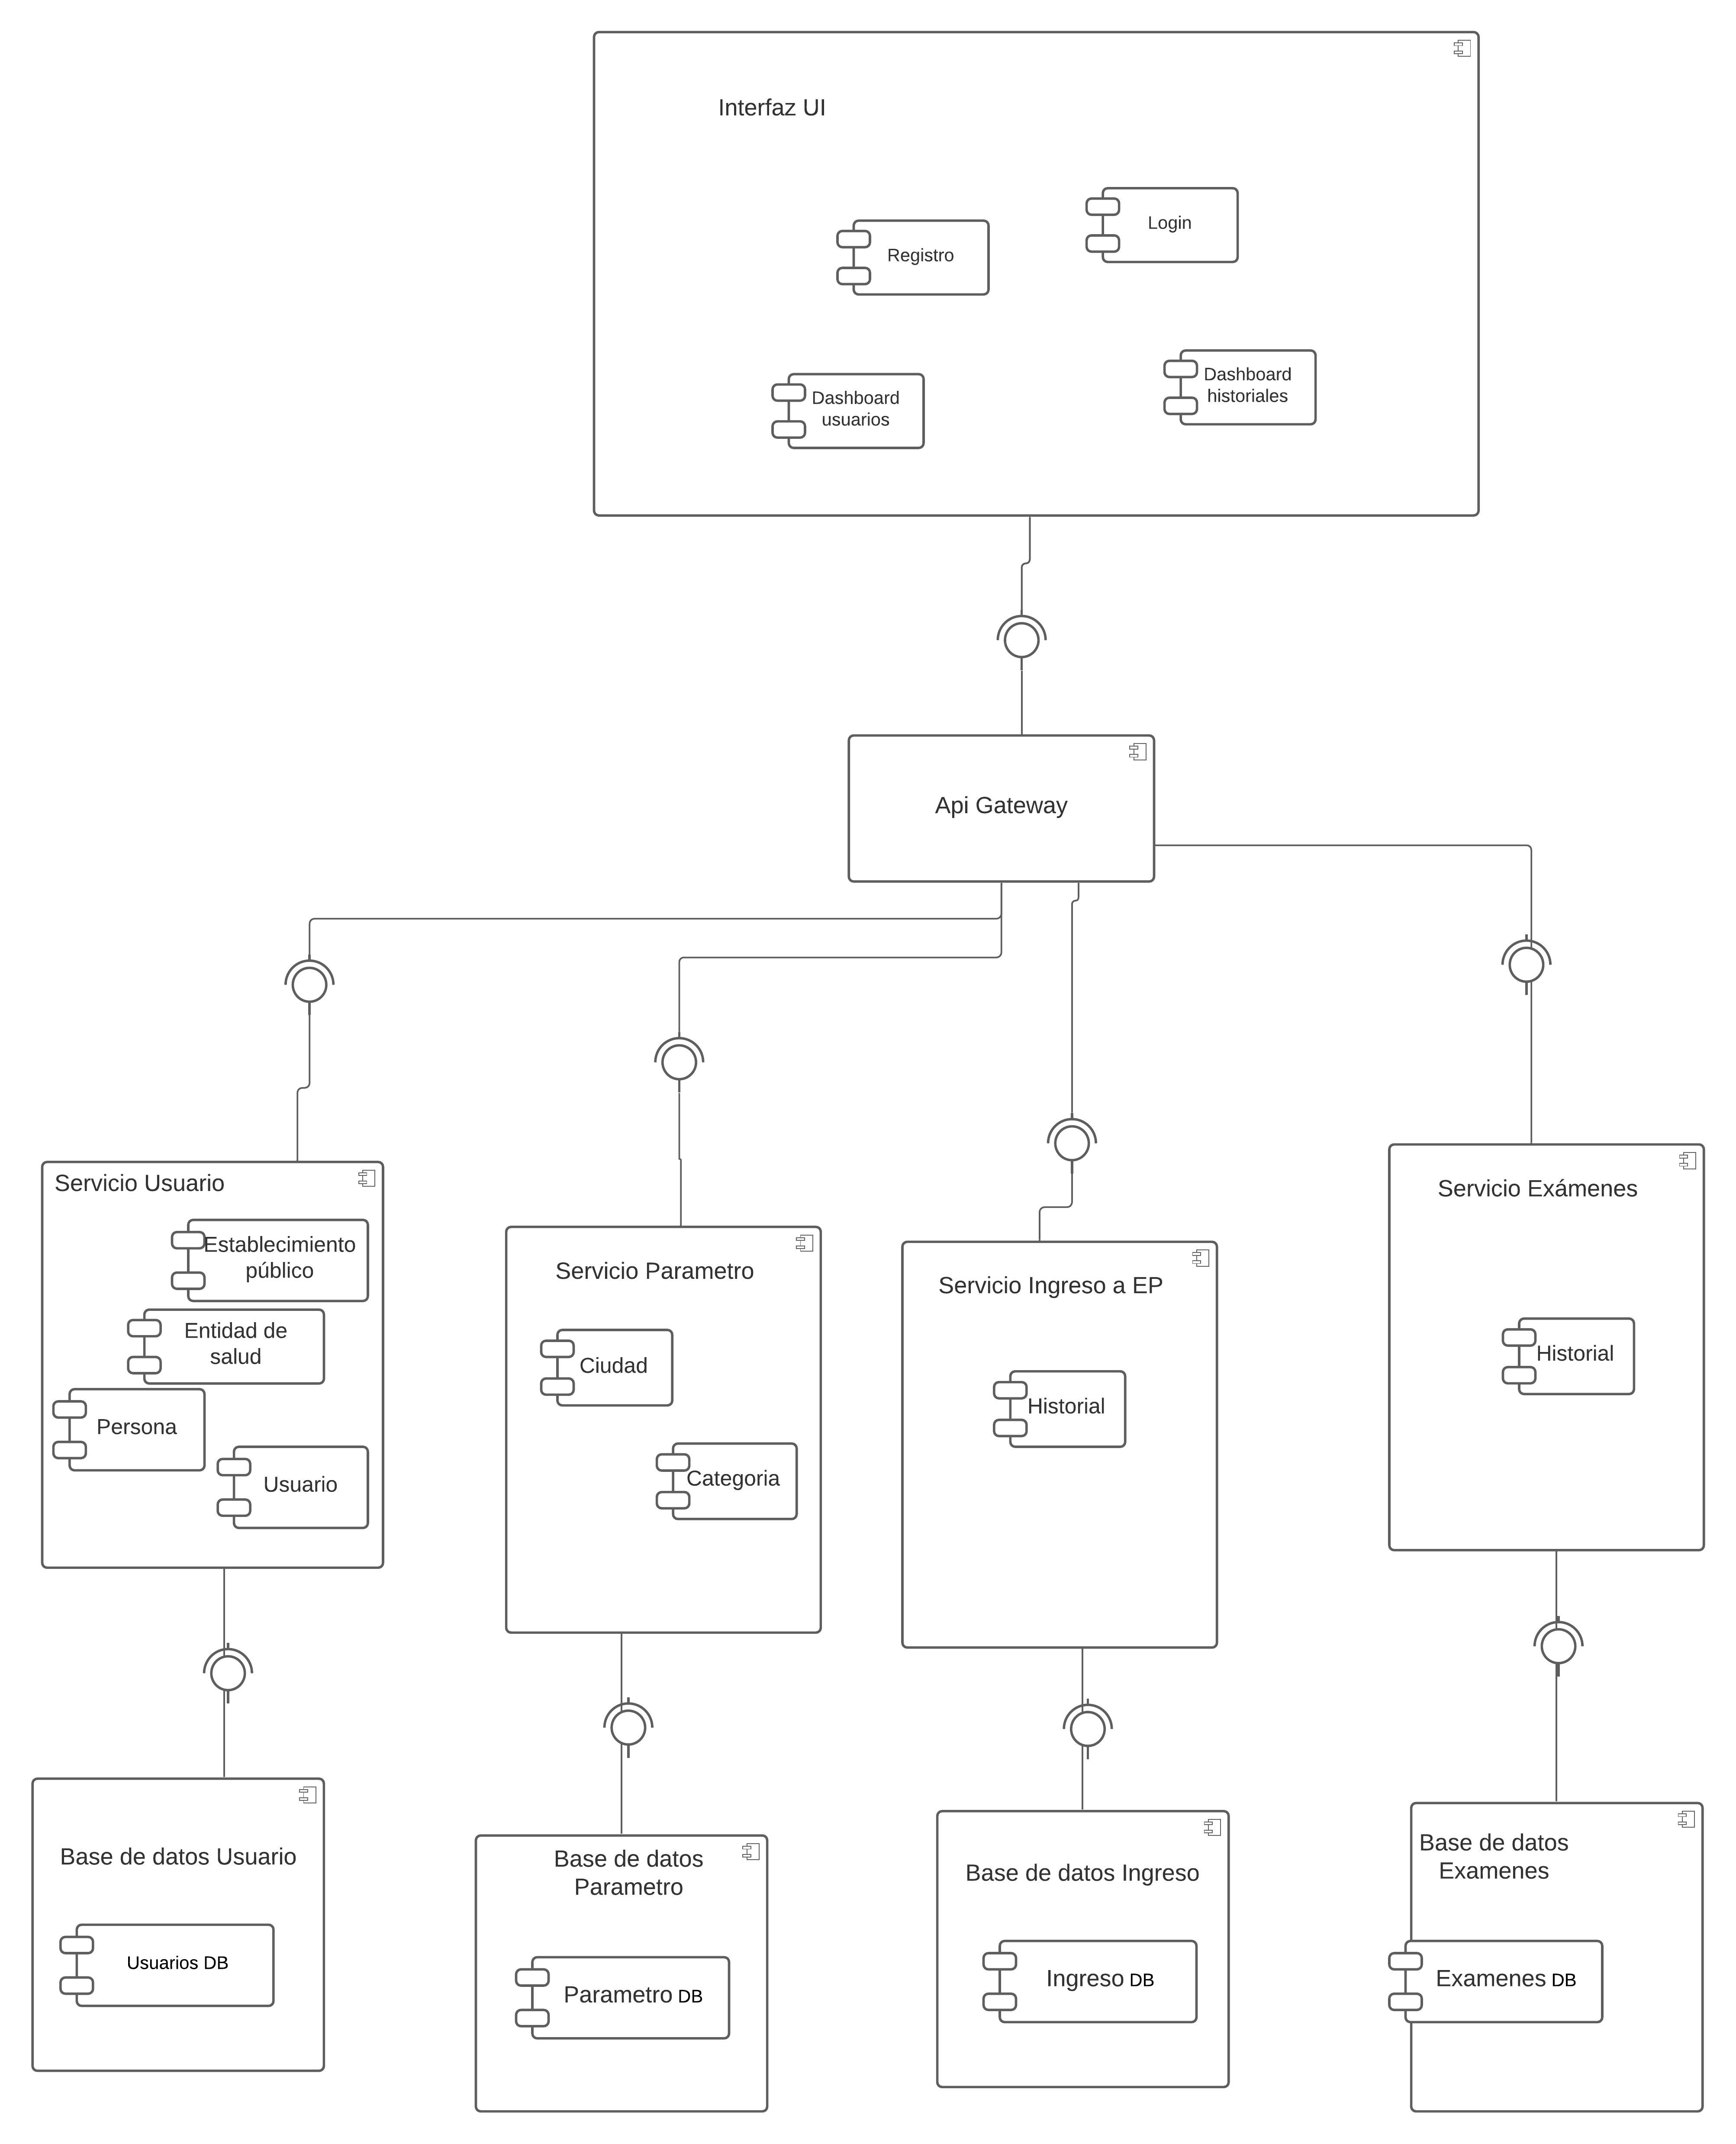 Interfaz UI
Login
Registro
Dashboard
historiales
Dashboard
usuarios
Api Gateway
Servicio Usuario
Establecimiento
público
Entidad de
salud
Persona
Usuario
Servicio Parametro
Ciudad
Categoria
Servicio Ingreso a EP
Historial
Servicio Exámenes
Historial
Base de datos Usuario
Usuarios DB
Base de datos
Parametro
Parametro DB
Base de datos Ingreso
Ingreso DB
Base de datos
Examenes
Examenes DB